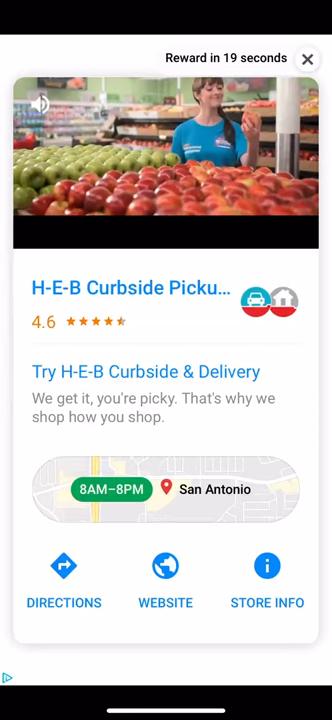 Reward in 19 seconds
H-E-B Curbside Picku...
4.6
Try H-E-B Curbside & Delivery
We get it, you're picky. That's why we
shop how you shop.
8AM–8PM San Antonio
DIRECTIONS WEBSITE STORE INFO